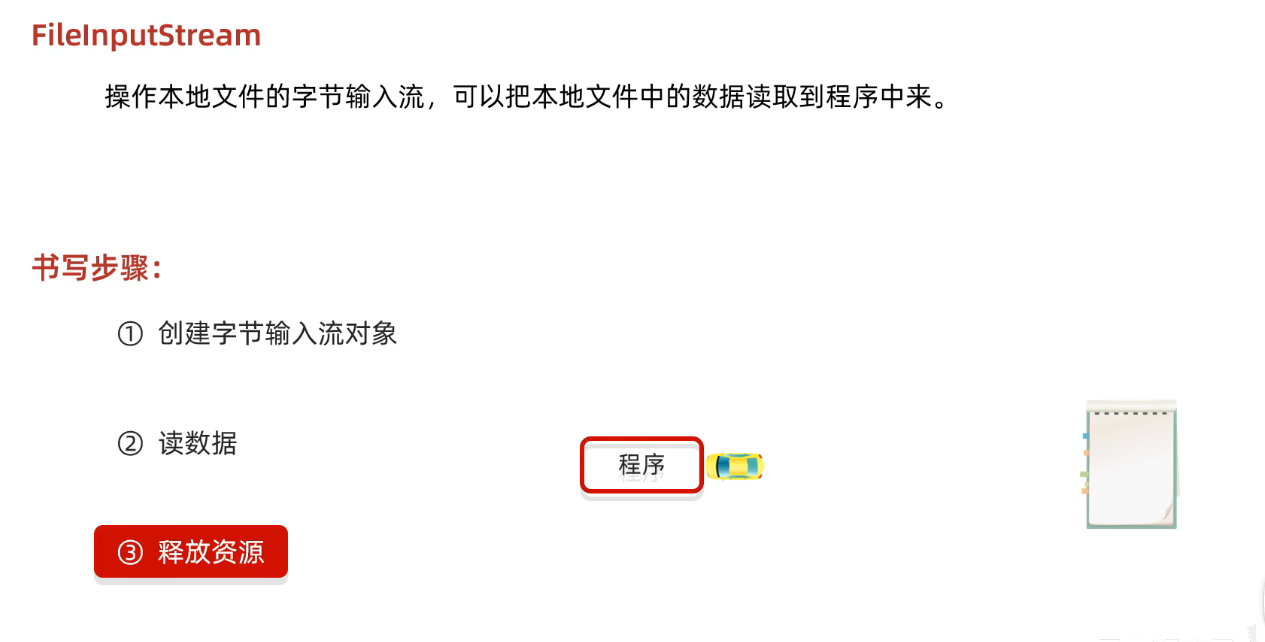 FileInputStream
操作本地文件的字节输入流，可以把本地文件中的数据读取到程序中来。
书写步骤：
① 创建字节输入流对象
② 读数据
程序
③ 释放资源